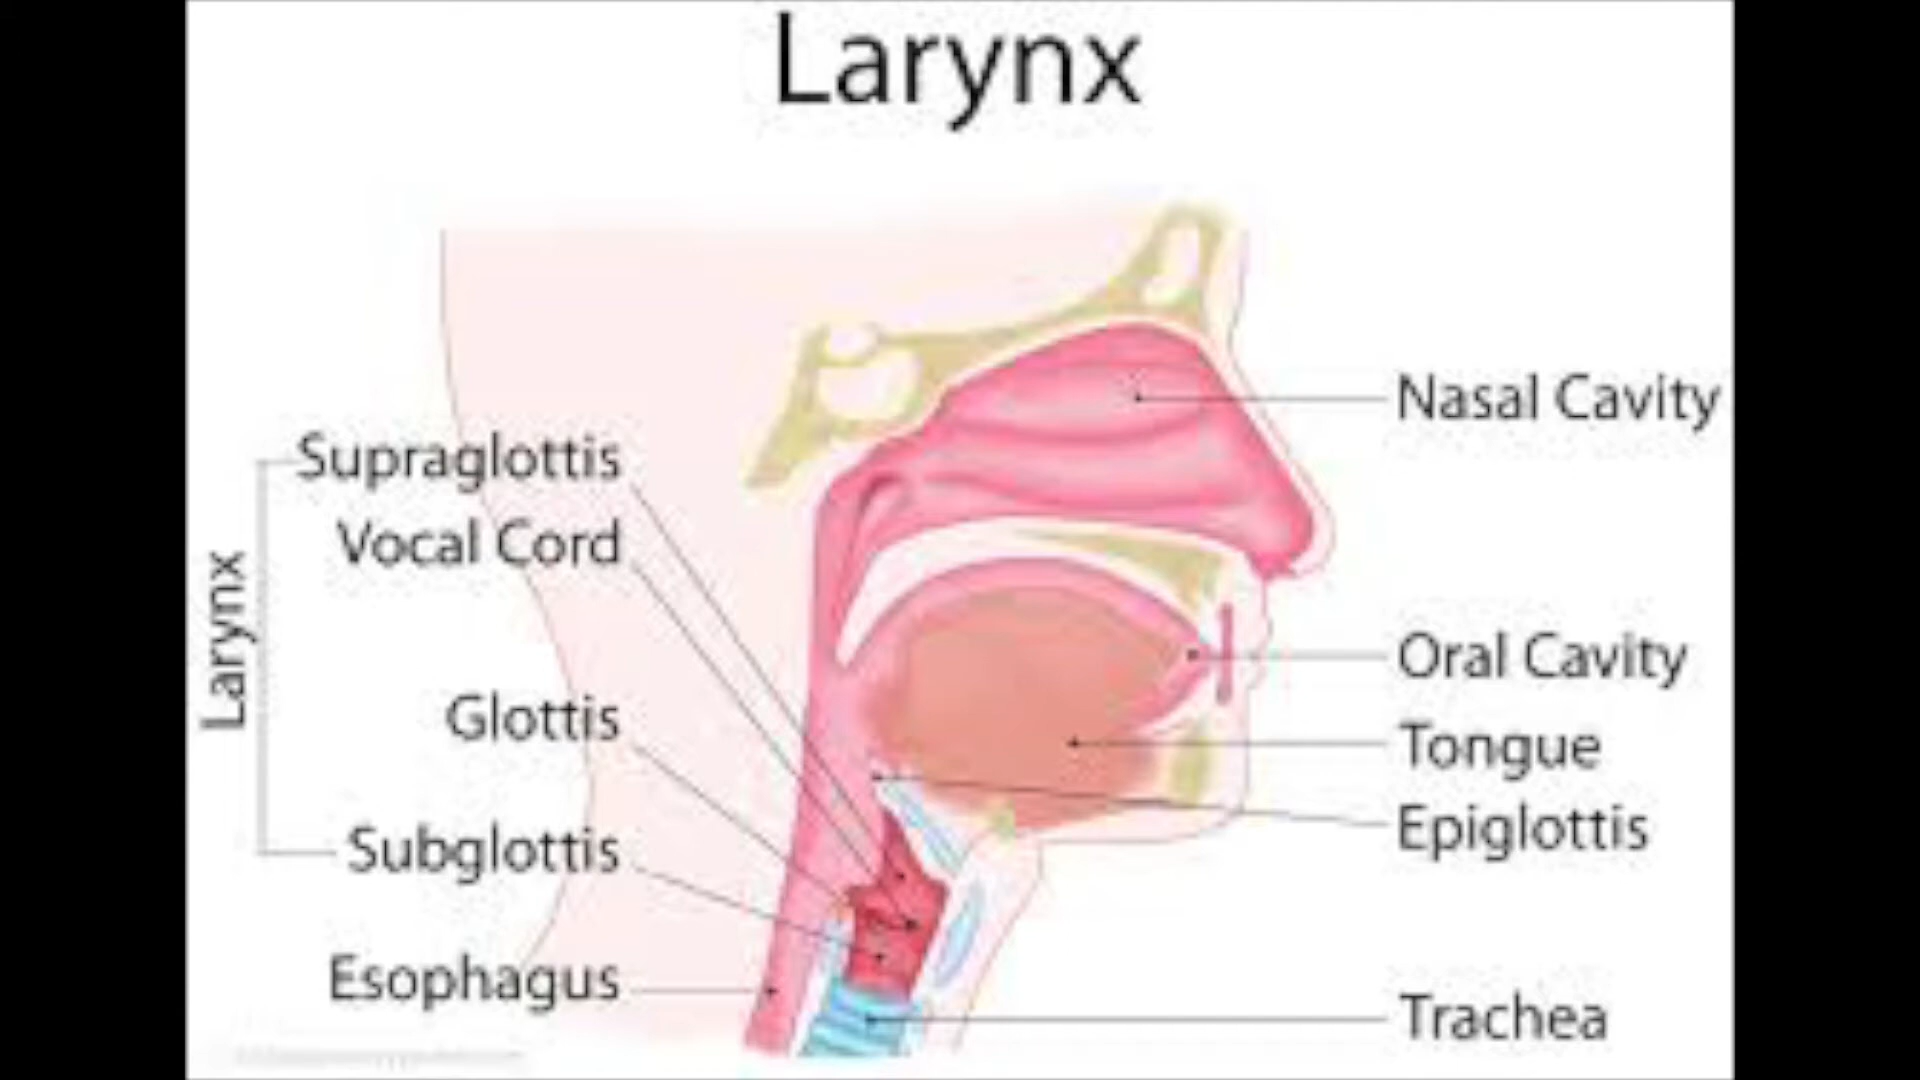 Larynx
Supraglottis
Vocal Cord
Larynx
Glottis
Subglottis
Esophagus
Nasal Cavity
Oral Cavity
Tongue
Epiglottis
Trachea